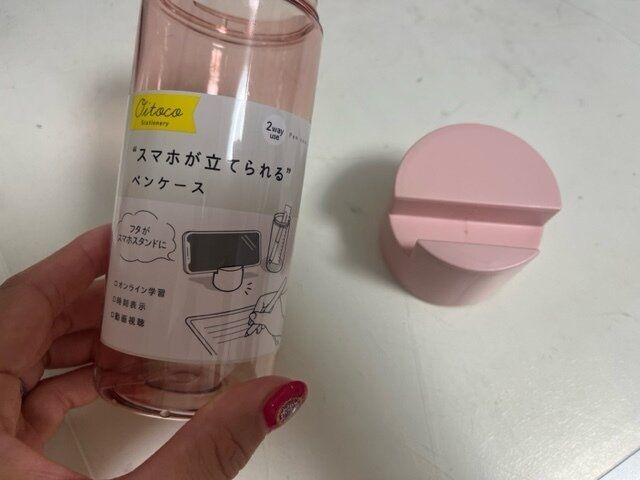 Oitoco
Stationery
2way
use
Pen
"スマホが立てられる"
ペンケース
フタが
スマホスタンドに
□オンライン学習
□時刻表示
□動画視聴